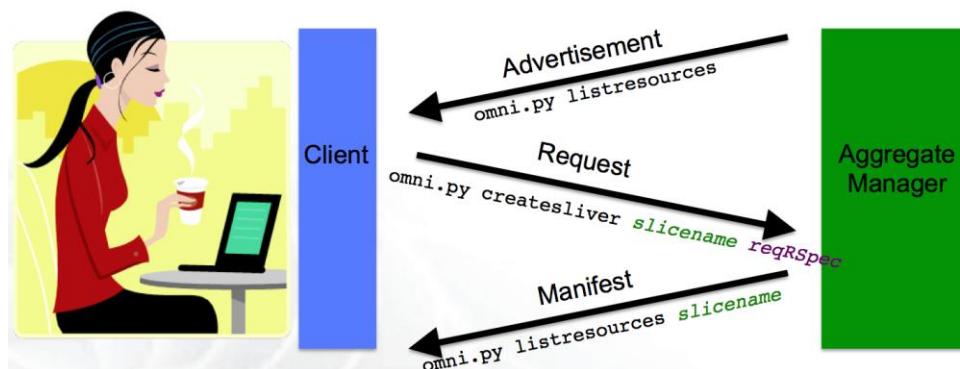 Advertisement
omni.py listresources
Client
Request
omni.py createsliver slicename reqRSpec
Aggregate
Manager
Manifest
omni.py listresources slicename